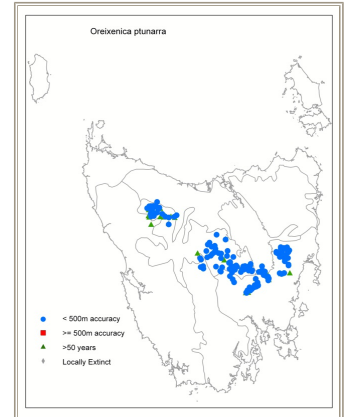 Oreixenica ptunarra
< 500m accuracy
>= 500m accuracy
>50 years
Locally Extinct